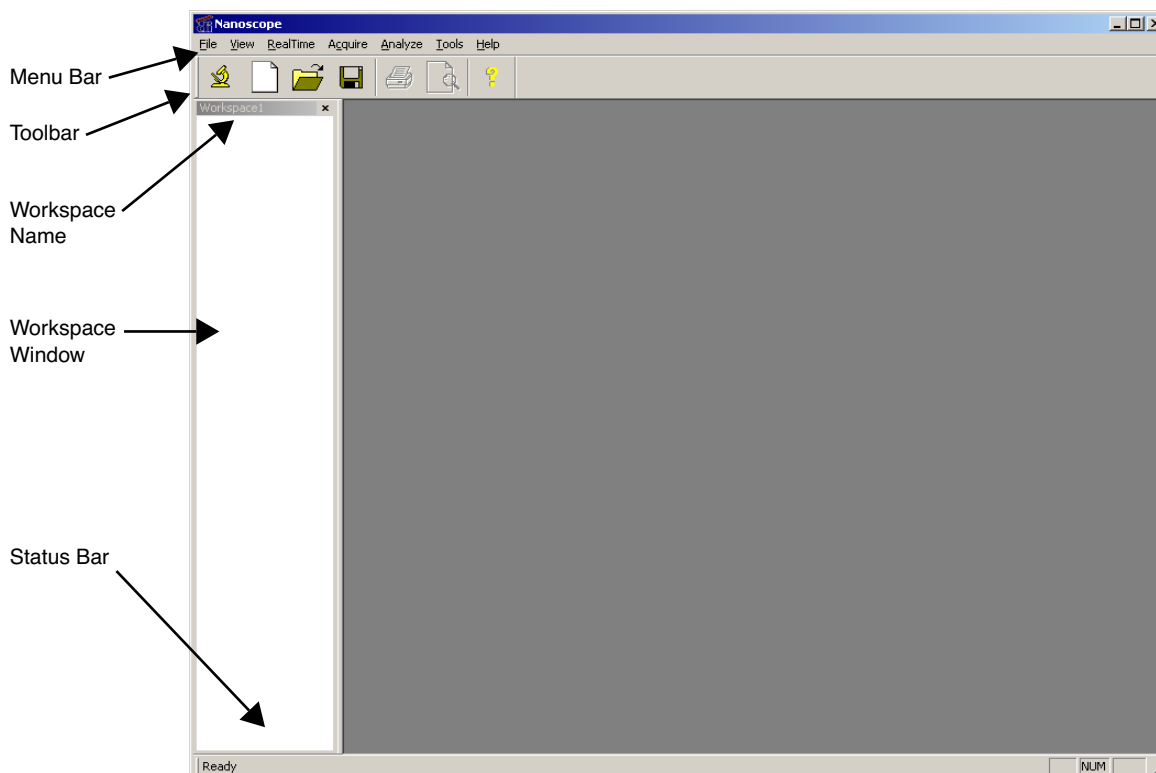 Nanoscope
File View RealTime Acquire Analyze Tools Help
Menu Bar
Toolbar
Workspace1
Workspace
Name
Workspace
Window
Status Bar
Ready
NUM